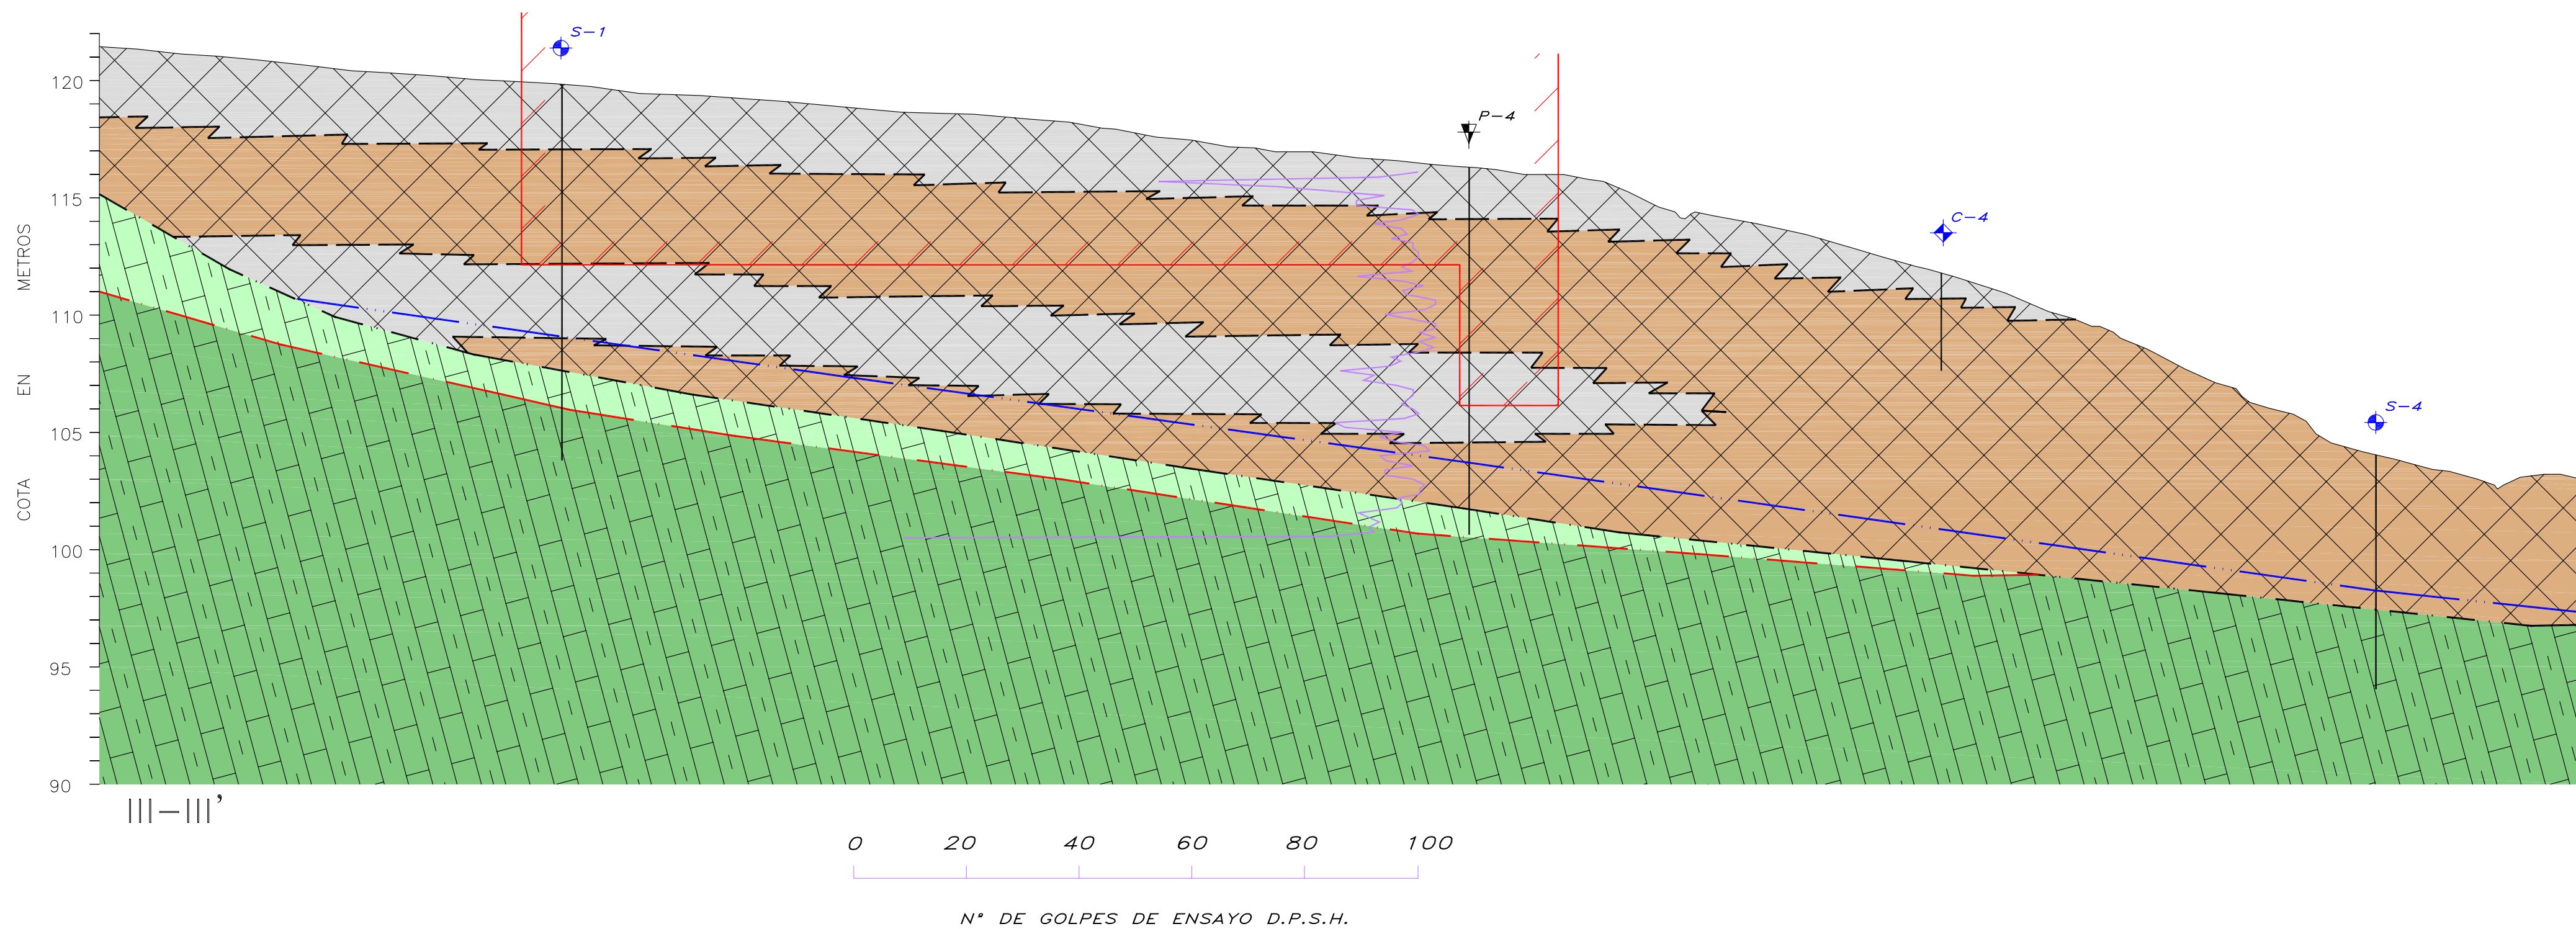 S-1
P-4
C-4
S-4
120
115
110
105
100
95
90
COTA EN METROS
III-III'
0 20 40 60 80 100
Nº DE GOLPES DE ENSAYO D.P.S.H.